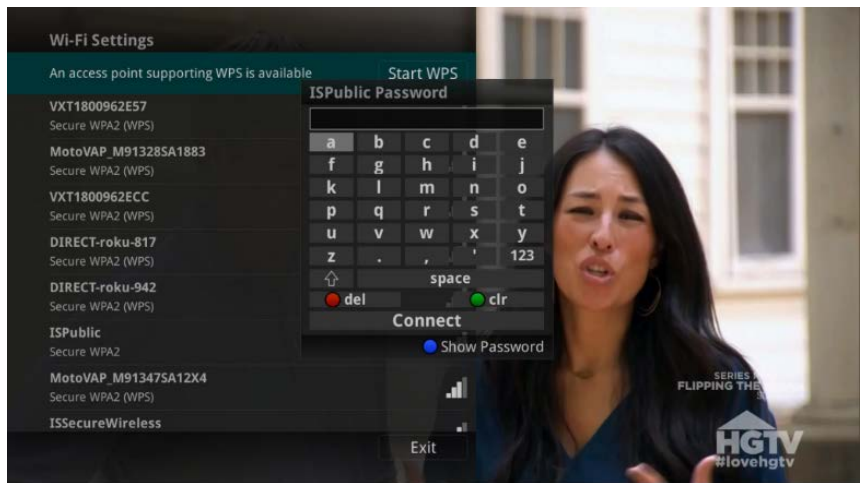 Wi-Fi Settings
An access point supporting WPS is available
Start WPS
VXT1800962E57
Secure WPA2 (WPS)
MotoVAP_M91328SA1883
Secure WPA2 (WPS)
VXT1800962ECC
Secure WPA2 (WPS)
DIRECT-roku-817
Secure WPA2 (WPS)
DIRECT-roku-942
Secure WPA2 (WPS)
ISPublic
Secure WPA2
MotoVAP_M91347SA12X4
Secure WPA2 (WPS)
ISSecureWireless
Exit
ISPublic Password
a b c d e
f g h i j
k l m n o
p q r s t
u v w x y
z . , ' 123
space
del clr
Connect
Show Password
SERIES
FLIPPING THE
HGTV
#lovehgtv